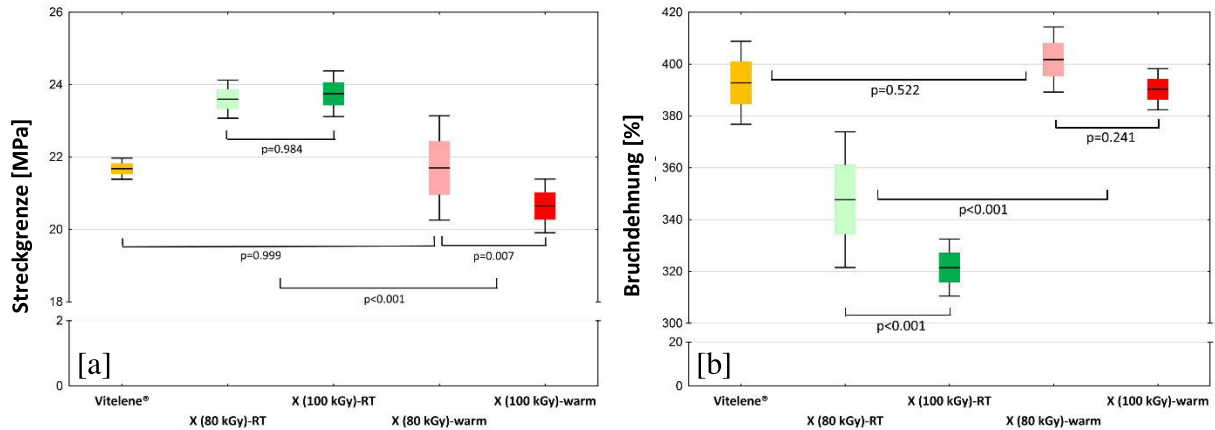 Streckgrenze [MPa]
26
24
22
20
18
2
0
p=0.984
p=0.999
p=0.007
p<0.001
[a]
Vitelene®
X (80 kGy)-RT
X (100 kGy)-RT
X (80 kGy)-warm
X (100 kGy)-warm
Bruchdehnung [%]
420
400
380
360
340
320
300
20
0
p=0.522
p=0.241
p<0.001
p<0.001
[b]
Vitelene®
X (80 kGy)-RT
X (100 kGy)-RT
X (80 kGy)-warm
X (100 kGy)-warm